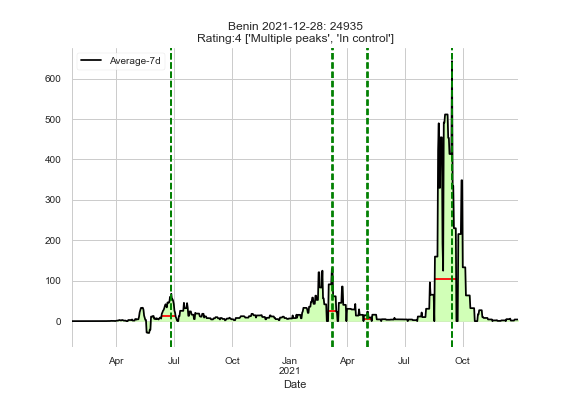 Benin 2021-12-28: 24935
Rating:4 ['Multiple peaks', 'In control']
Average-7d
600
500
400
300
200
100
0
Apr Jul Oct Jan Apr Jul Oct
2021
Date